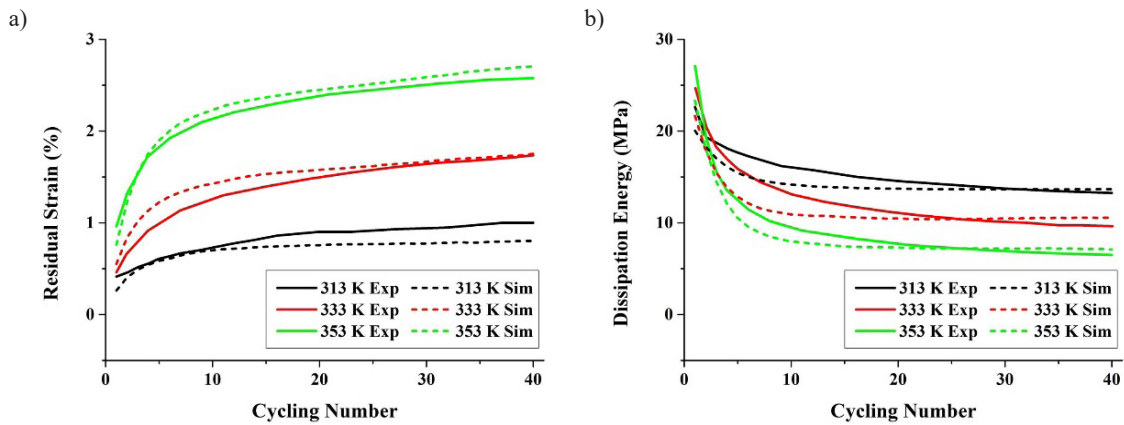 a)
3
2
1
0
Residual Strain (%)
313 K Exp 313 K Sim
333 K Exp 333 K Sim
353 K Exp 353 K Sim
0 10 20 30 40
Cycling Number
b)
30
20
10
0
Dissipation Energy (MPa)
313 K Exp 313 K Sim
333 K Exp 333 K Sim
353 K Exp 353 K Sim
0 10 20 30 40
Cycling Number